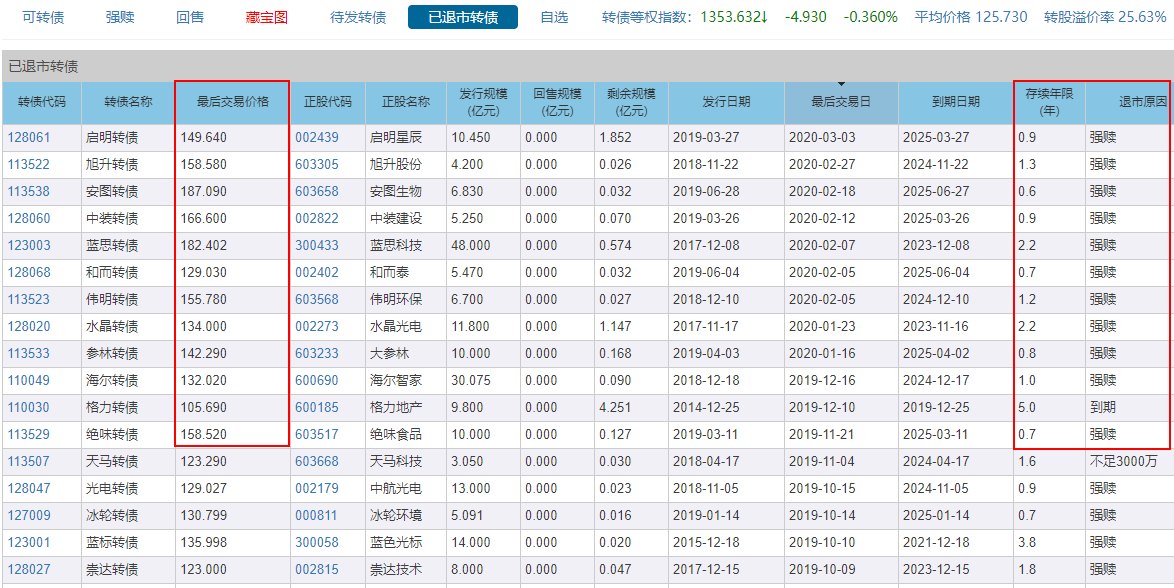 可转债 强赎 回售 藏宝图 待发转债 已退市转债 自选 转债等权指数: 1353.632↓ -4.930 -0.360% 平均价格 125.730 转股溢价率 25.63%
已退市转债
转债代码 转债名称 最后交易价格 正股代码 正股名称 发行规模(亿元) 回售规模(亿元) 剩余规模(亿元) 发行日期 最后交易日 到期日期 存续年限(年) 退市原因
128061 启明转债 149.640 002439 启明星辰 10.450 0.000 1.852 2019-03-27 2020-03-03 2025-03-27 0.9 强赎
113522 旭升转债 158.580 603305 旭升股份 4.200 0.000 0.026 2018-11-22 2020-02-27 2024-11-22 1.3 强赎
113538 安图转债 187.090 603658 安图生物 6.830 0.000 0.032 2019-06-28 2020-02-18 2025-06-27 0.6 强赎
128060 中装转债 166.600 002822 中装建设 5.250 0.000 0.070 2019-03-26 2020-02-12 2025-03-26 0.9 强赎
123003 蓝思转债 182.402 300433 蓝思科技 48.000 0.000 0.574 2017-12-08 2020-02-07 2023-12-08 2.2 强赎
128068 和而转债 129.030 002402 和而泰 5.470 0.000 0.032 2019-06-04 2020-02-05 2025-06-04 0.7 强赎
113523 伟明转债 155.780 603568 伟明环保 6.700 0.000 0.027 2018-12-10 2020-02-05 2024-12-10 1.2 强赎
128020 水晶转债 134.000 002273 水晶光电 11.800 0.000 1.147 2017-11-17 2020-01-23 2023-11-16 2.2 强赎
113533 参林转债 142.290 603233 大参林 10.000 0.000 0.168 2019-04-03 2020-01-16 2025-04-02 0.8 强赎
110049 海尔转债 132.020 600690 海尔智家 30.075 0.000 0.090 2018-12-18 2019-12-16 2024-12-17 1.0 强赎
110030 格力转债 105.690 600185 格力地产 9.800 0.000 4.251 2014-12-25 2019-12-10 2019-12-25 5.0 到期
113529 绝味转债 158.520 603517 绝味食品 10.000 0.000 0.127 2019-03-11 2019-11-21 2025-03-11 0.7 强赎
113507 天马转债 123.290 603668 天马科技 3.050 0.000 0.030 2018-04-17 2019-11-04 2024-04-17 1.6 不足3000万
128047 光电转债 129.027 002179 中航光电 13.000 0.000 0.023 2018-11-05 2019-10-15 2024-11-05 0.9 强赎
127009 冰轮转债 130.799 000811 冰轮环境 5.091 0.000 0.016 2019-01-14 2019-10-14 2025-01-14 0.7 强赎
123001 蓝标转债 135.998 300058 蓝色光标 14.000 0.000 0.020 2015-12-18 2019-10-10 2021-12-18 3.8 强赎
128027 崇达转债 123.000 002815 崇达技术 8.000 0.000 0.047 2017-12-15 2019-10-09 2023-12-15 1.8 强赎